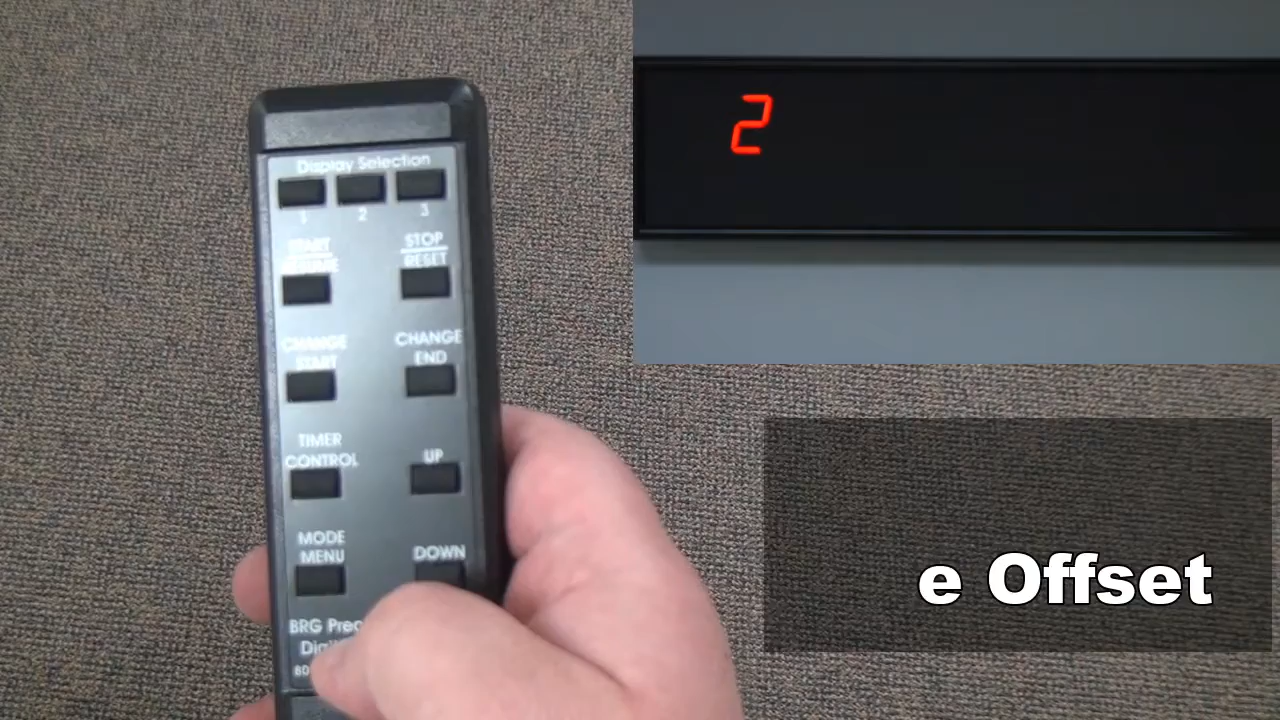 Display Selection
1 2 3
START
STOP
RESET
CHANGE
START
CHANGE
END
TIMER
CONTROL
UP
MODE
MENU
DOWN
BRG
2
e Offset